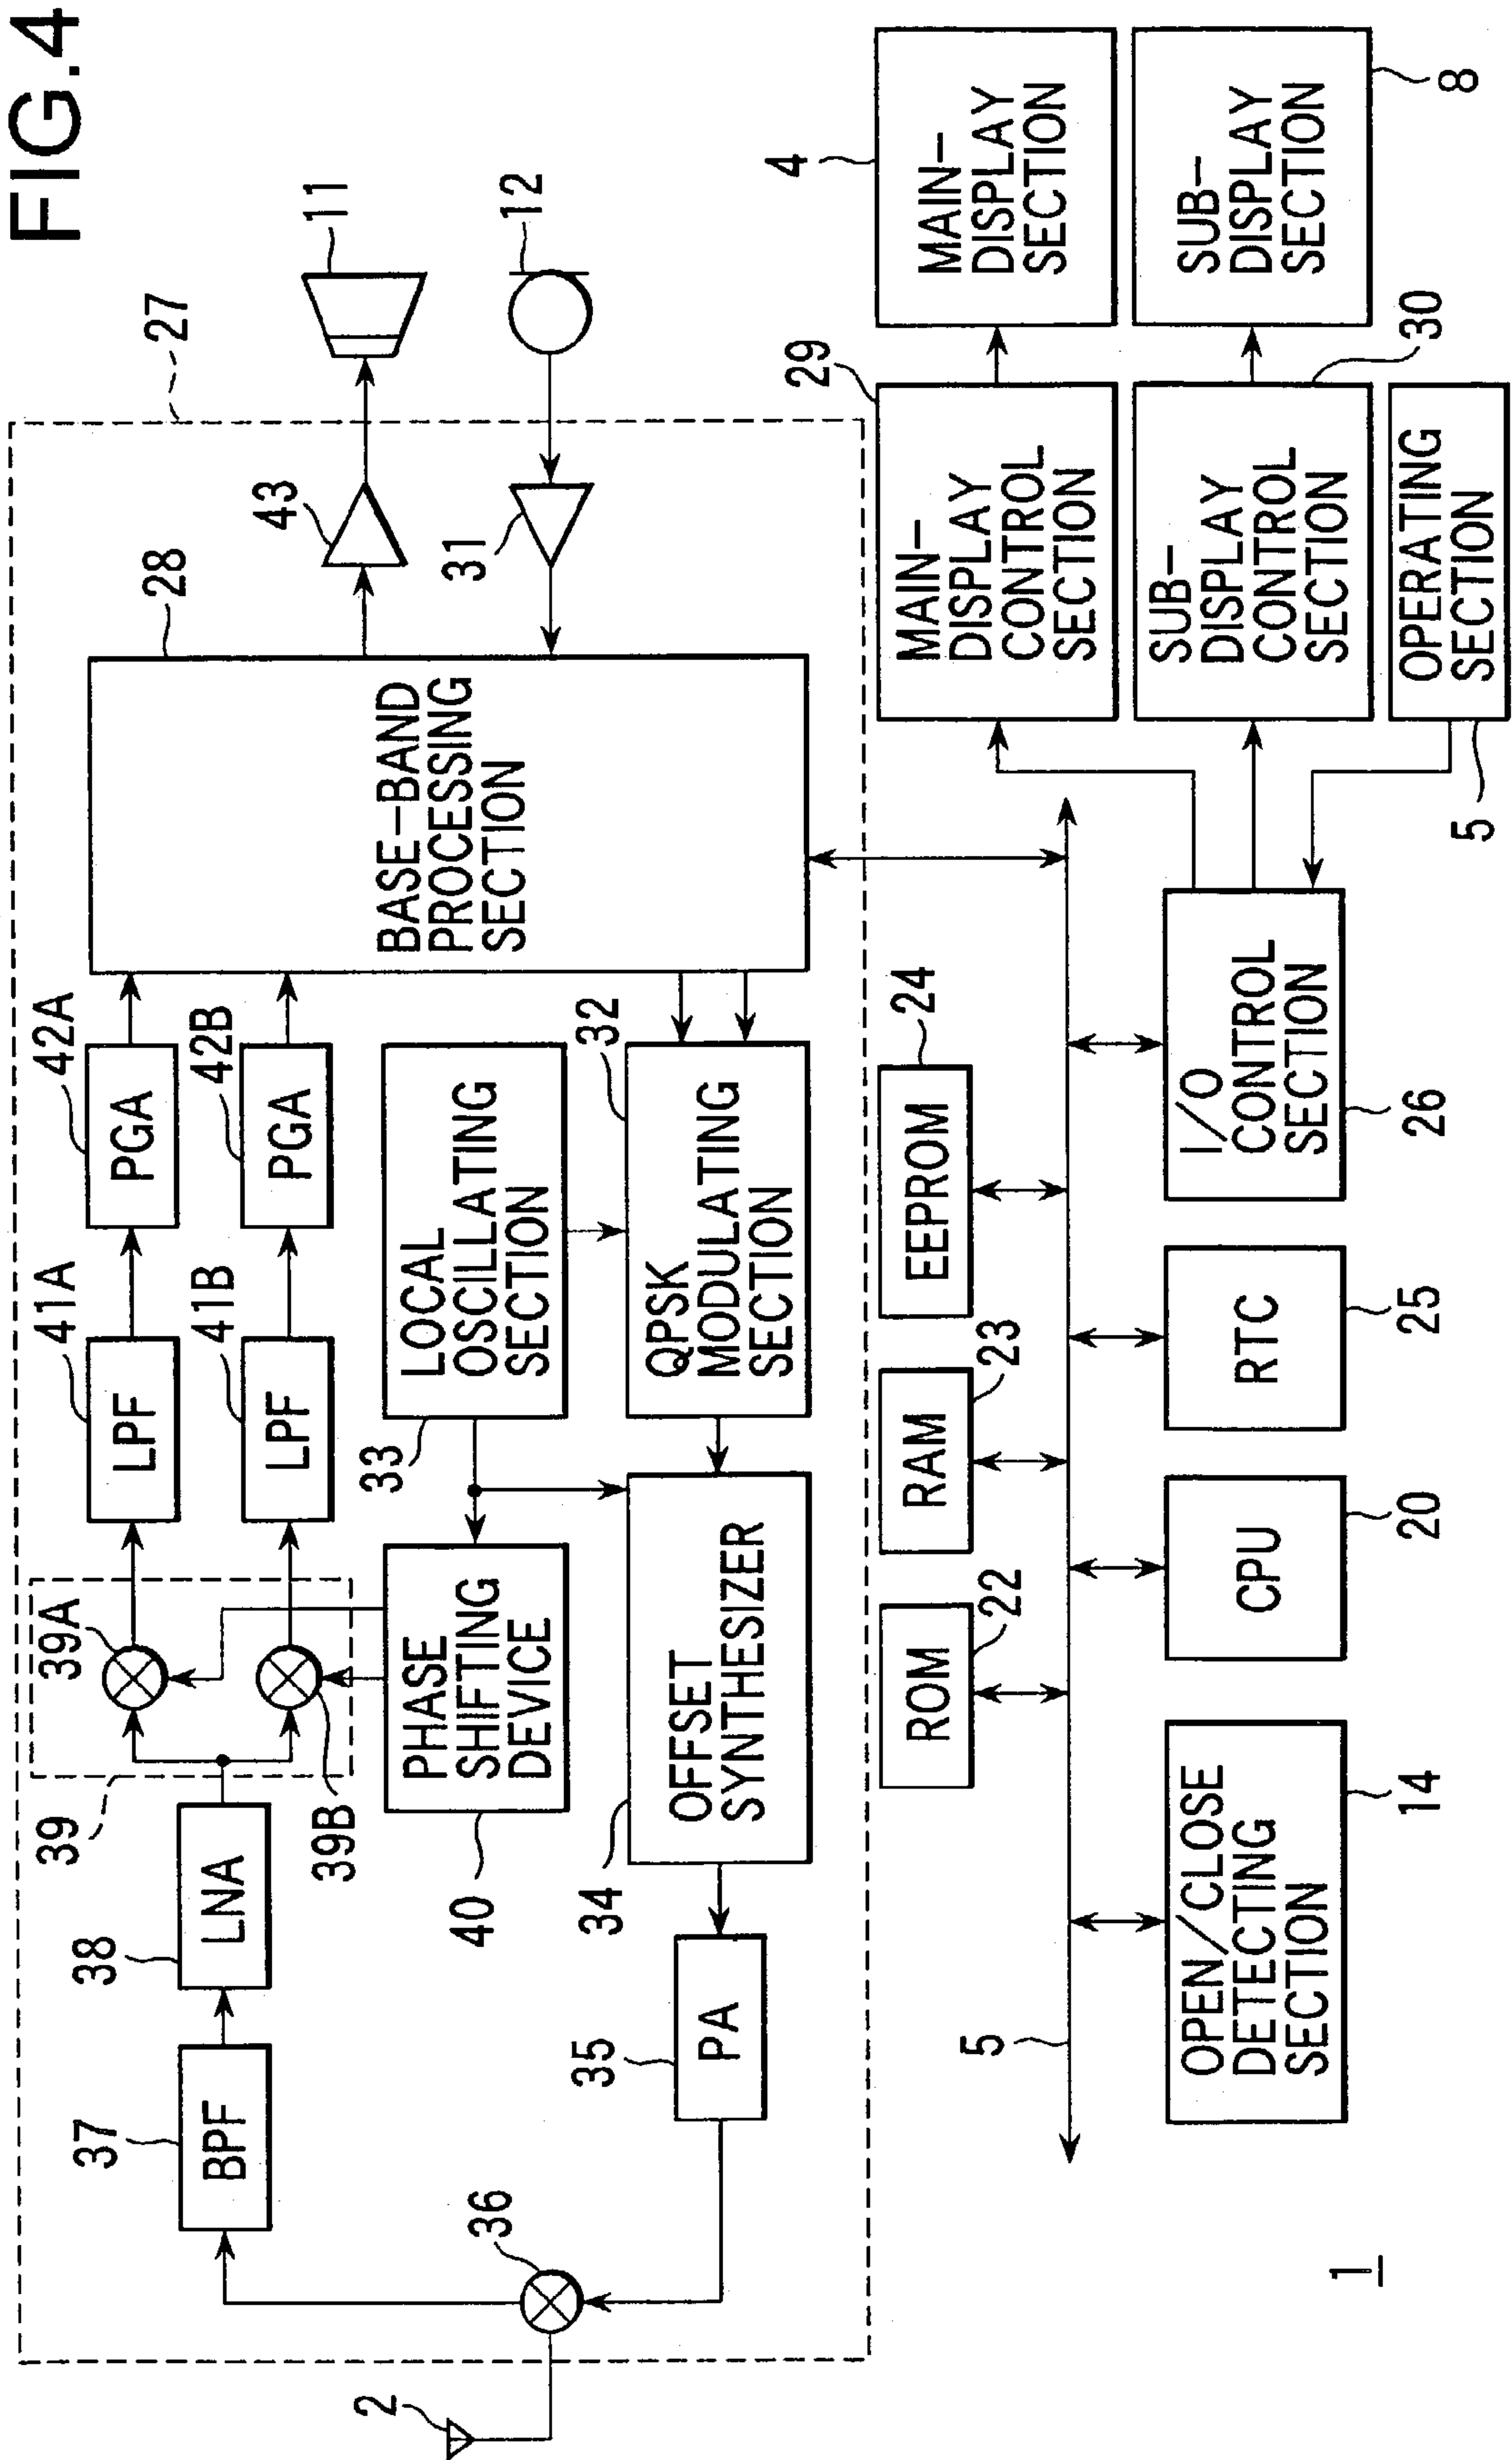 FIG.4
27
39
39A
41A
42A
28
43
11
37
38
BPF
LNA
LPF
PGA
39B
41B
42B
LPF
PGA
BASE-BAND
PROCESSING
SECTION
31
12
40
PHASE
SHIFTING
DEVICE
33
LOCAL
OSCILLATING
SECTION
2
36
35
PA
34
OFFSET
SYNTHESIZER
32
QPSK
MODULATING
SECTION
ROM
22
RAM
23
EEPROM
24
5
OPEN/CLOSE
DETECTING
SECTION
14
CPU
20
RTC
25
I/O
CONTROL
SECTION
26
29
MAIN-
DISPLAY
CONTROL
SECTION
4
MAIN-
DISPLAY
SECTION
SUB-
DISPLAY
CONTROL
SECTION
30
SUB-
DISPLAY
SECTION
8
5
OPERATING
SECTION
1